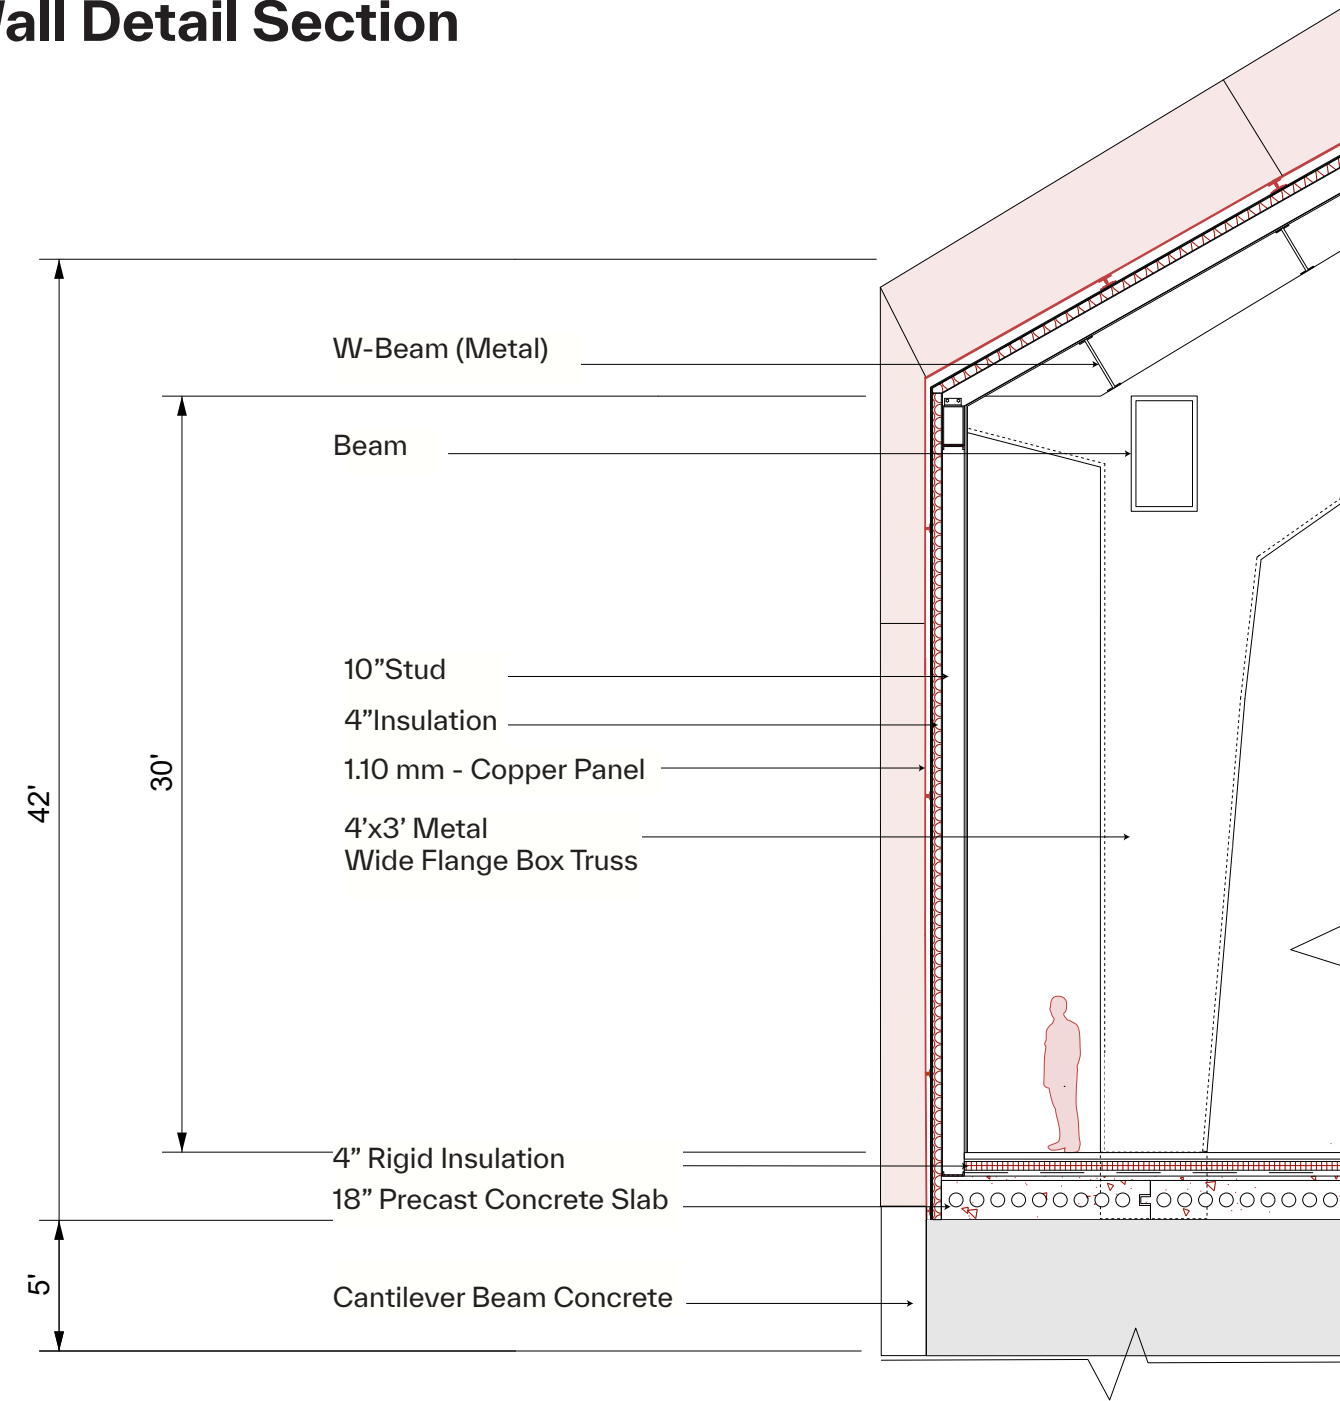 Wall Detail Section
W-Beam (Metal)
Beam
10”Stud
4”Insulation
1.10 mm - Copper Panel
4’x3’ Metal
Wide Flange Box Truss
42'
30'
4” Rigid Insulation
18” Precast Concrete Slab
5'
Cantilever Beam Concrete